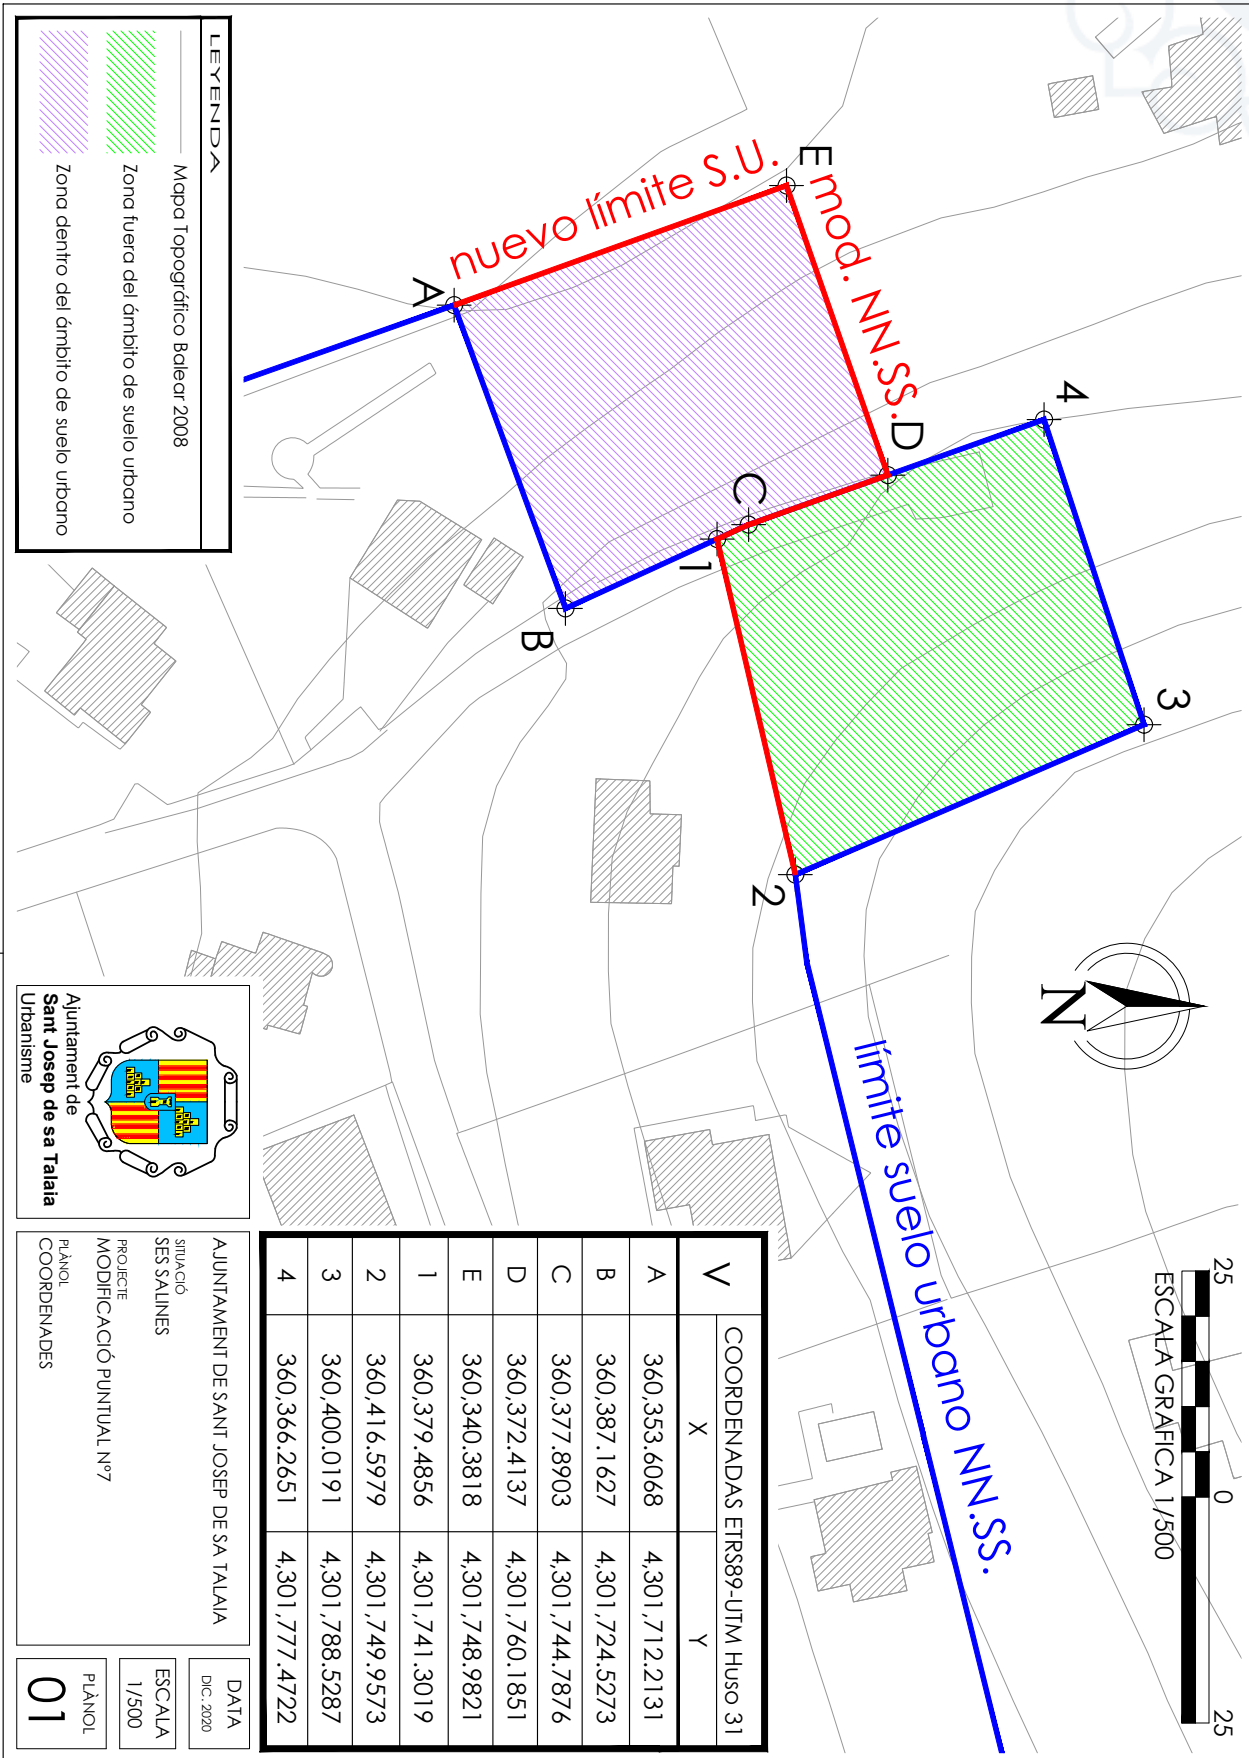 LEYENDA
Mapa Topográfico Balear 2008
Zona fuera del ámbito de suelo urbano
Zona dentro del ámbito de suelo urbano
nuevo límite S.U.
mod. NN.SS.
límite suelo urbano NN.SS.
A
B
C
D
E
1
2
3
4
N
25 0 25
ESCALA GRAFICA 1/500
COORDENADAS ETRS89-UTM Huso 31
V X Y
A 360,353.6068 4,301,712.2131
B 360,387.1627 4,301,724.5273
C 360,377.8903 4,301,744.7876
D 360,372.4137 4,301,760.1851
E 360,340.3818 4,301,748.9821
1 360,379.4856 4,301,741.3019
2 360,416.5979 4,301,749.9573
3 360,400.0191 4,301,788.5287
4 360,366.2651 4,301,777.4722
Ajuntament de
Sant Josep de sa Talaia
Urbanisme
AJUNTAMENT DE SANT JOSEP DE SA TALAIA
SITUACIÓ
SES SALINES
PROJECTE
MODIFICACIÓ PUNTUAL Nº7
PLÀNOL
COORDENADES
DATA
DIC. 2020
ESCALA
1/500
PLÀNOL
01